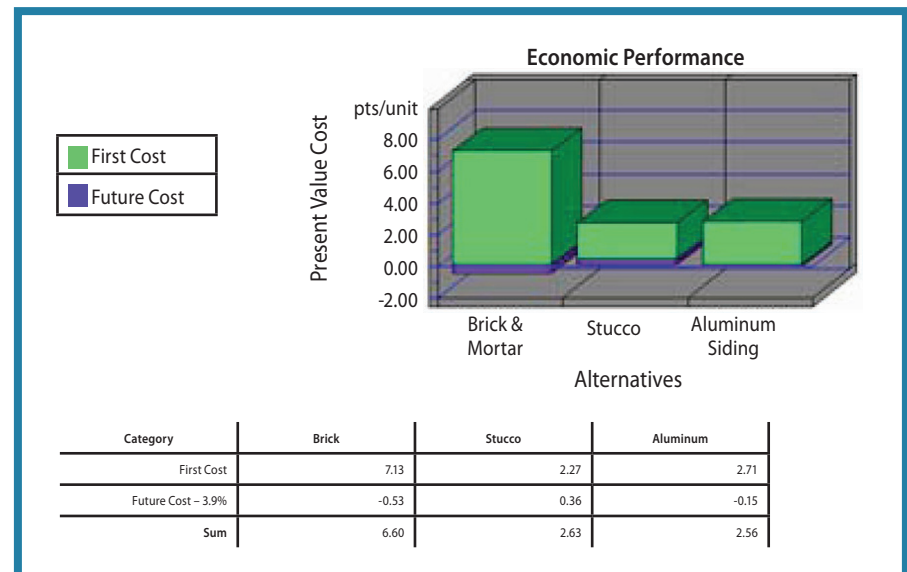 Economic Performance
First Cost
Future Cost
Present Value Cost
pts/unit
8.00
6.00
4.00
2.00
0.00
-2.00
Brick &
Mortar
Stucco
Aluminum
Siding
Alternatives
Category Brick Stucco Aluminum
First Cost 7.13 2.27 2.71
Future Cost – 3.9% -0.53 0.36 -0.15
Sum 6.60 2.63 2.56